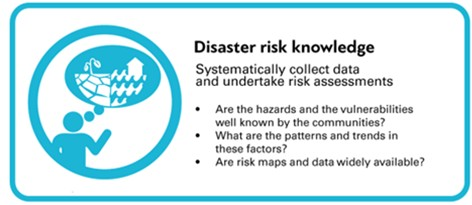 Disaster risk knowledge
Systematically collect data
and undertake risk assessments
• Are the hazards and the vulnerabilities
well known by the communities?
• What are the patterns and trends in
these factors?
• Are risk maps and data widely available?